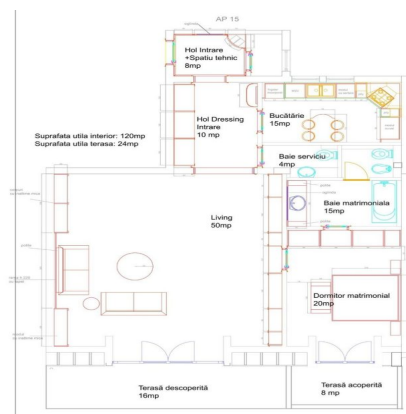 AP 15
Hol Intrare
+Spatiu tehnic
8mp
Hol Dressing
Intrare
10 mp
Bucătărie
15mp
Suprafata utila interior: 120mp
Suprafata utila terasa: 24mp
Baie serviciu
4mp
Baie matrimoniala
15mp
Living
50mp
Dormitor matrimonial
20mp
Terasă descoperită
16mp
Terasă acoperită
8 mp